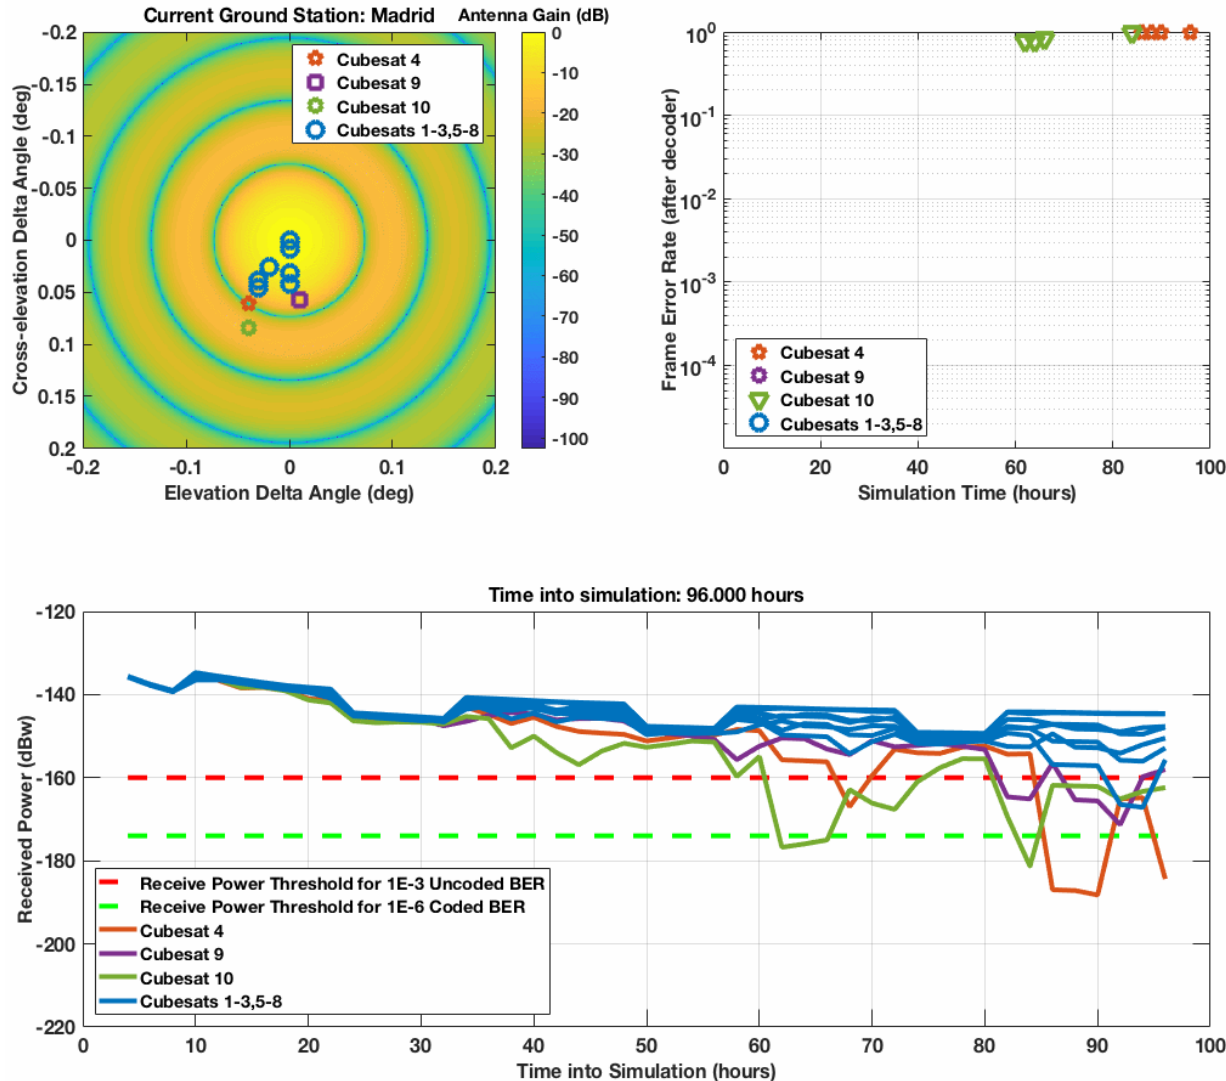 Current Ground Station: Madrid
Antenna Gain (dB)
Cross-elevation Delta Angle (deg)
-0.2
-0.15
-0.1
-0.05
0
0.05
0.1
0.15
0.2
Cubesat 4
Cubesat 9
Cubesat 10
Cubesats 1-3,5-8
-0.2 -0.1 0 0.1 0.2
Elevation Delta Angle (deg)
0
-10
-20
-30
-40
-50
-60
-70
-80
-90
-100
Frame Error Rate (after decoder)
10^0
10^-1
10^-2
10^-3
10^-4
Cubesat 4
Cubesat 9
Cubesat 10
Cubesats 1-3,5-8
0 20 40 60 80 100
Simulation Time (hours)
Time into simulation: 96.000 hours
Received Power (dBw)
-120
-140
-160
-180
-200
-220
Receive Power Threshold for 1E-3 Uncoded BER
Receive Power Threshold for 1E-6 Coded BER
Cubesat 4
Cubesat 9
Cubesat 10
Cubesats 1-3,5-8
0 10 20 30 40 50 60 70 80 90 100
Time into Simulation (hours)